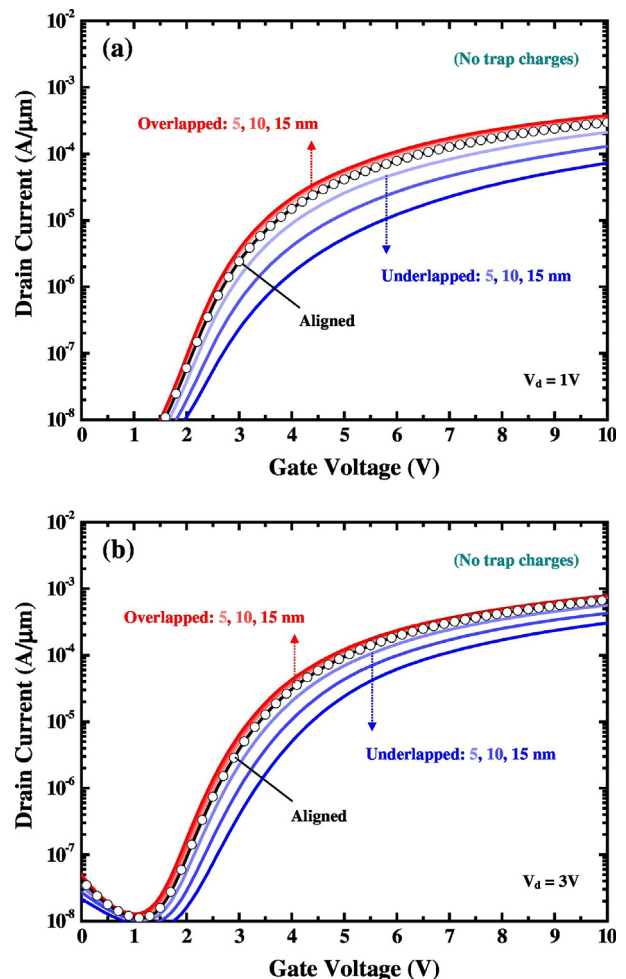 (a)
(No trap charges)
Overlapped: 5, 10, 15 nm
Underlapped: 5, 10, 15 nm
Aligned
V_d = 1V
Drain Current (A/μm)
10^-2
10^-3
10^-4
10^-5
10^-6
10^-7
10^-8
0 1 2 3 4 5 6 7 8 9 10
Gate Voltage (V)
(b)
(No trap charges)
Overlapped: 5, 10, 15 nm
Underlapped: 5, 10, 15 nm
Aligned
V_d = 3V
Drain Current (A/μm)
10^-2
10^-3
10^-4
10^-5
10^-6
10^-7
10^-8
0 1 2 3 4 5 6 7 8 9 10
Gate Voltage (V)